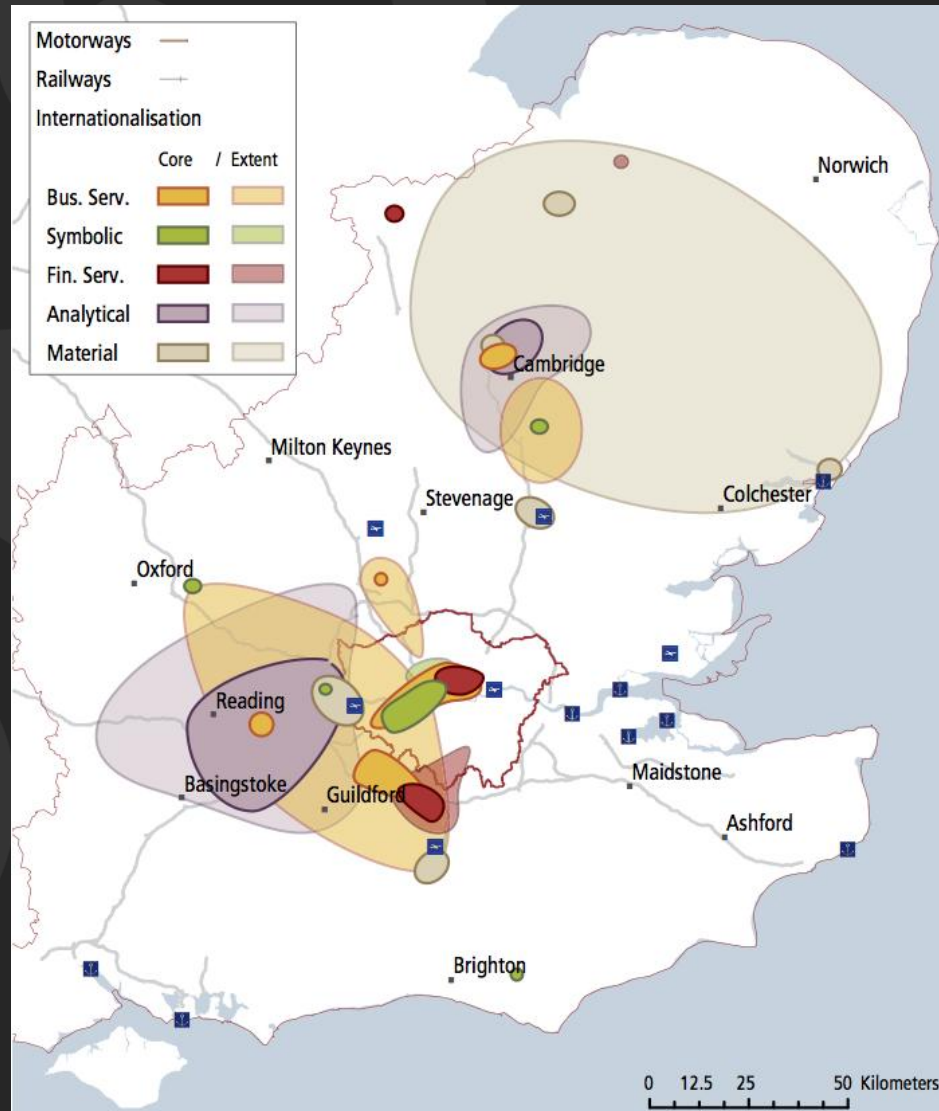 Motorways
Railways
Internationalisation
Core / Extent
Bus. Serv.
Symbolic
Fin. Serv.
Analytical
Material
Norwich
Cambridge
Milton Keynes
Stevenage
Colchester
Oxford
Reading
Basingstoke
Guildford
Maidstone
Ashford
Brighton
0 12.5 25 50 Kilometers